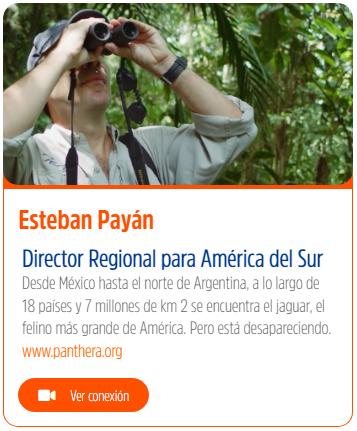 Esteban Payán
Director Regional para América del Sur
Desde México hasta el norte de Argentina, a lo largo de
18 países y 7 millones de km 2 se encuentra el jaguar, el
felino más grande de América. Pero está desapareciendo.
www.panthera.org
Ver conexión